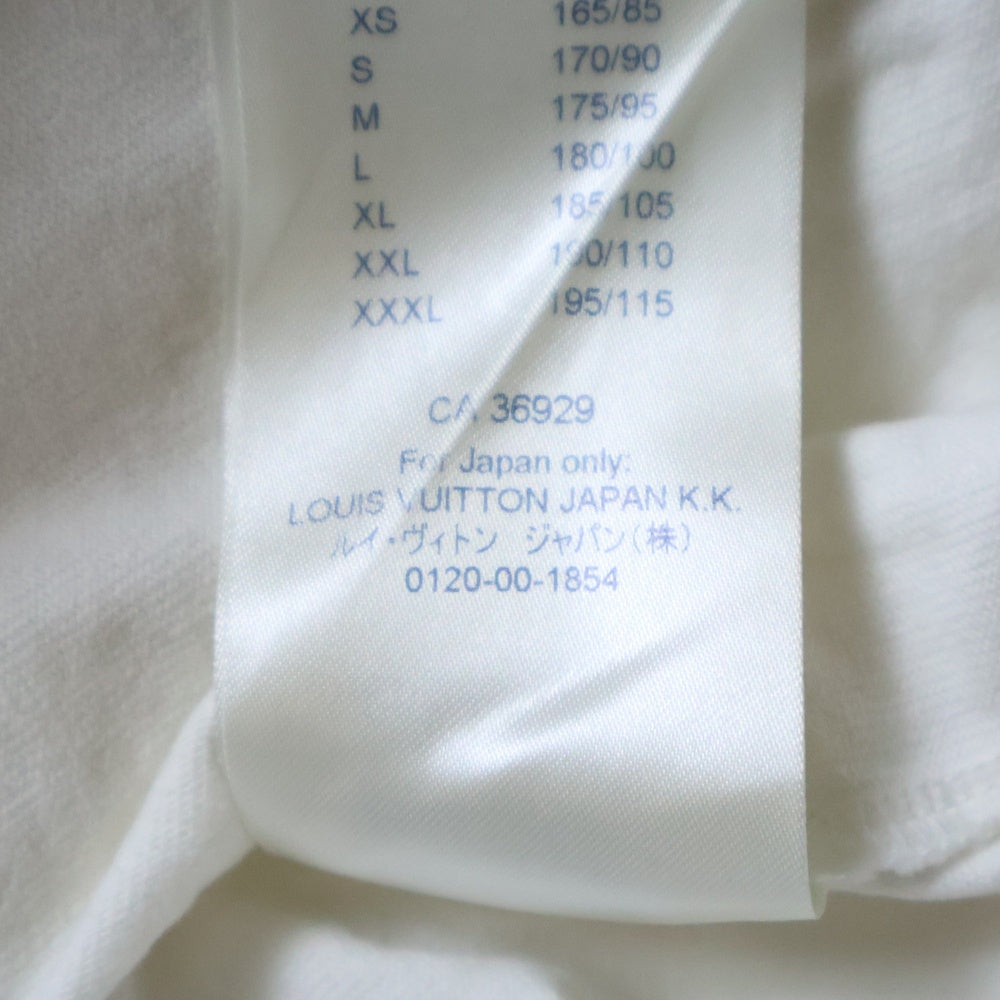 XS 165/85
S 170/90
M 175/95
L 180/100
XL 185/105
XXL 190/110
XXXL 195/115
CA 36929
For Japan only:
LOUIS VUITTON JAPAN K.K.
ルイ・ヴィトン ジャパン(株)
0120-00-1854